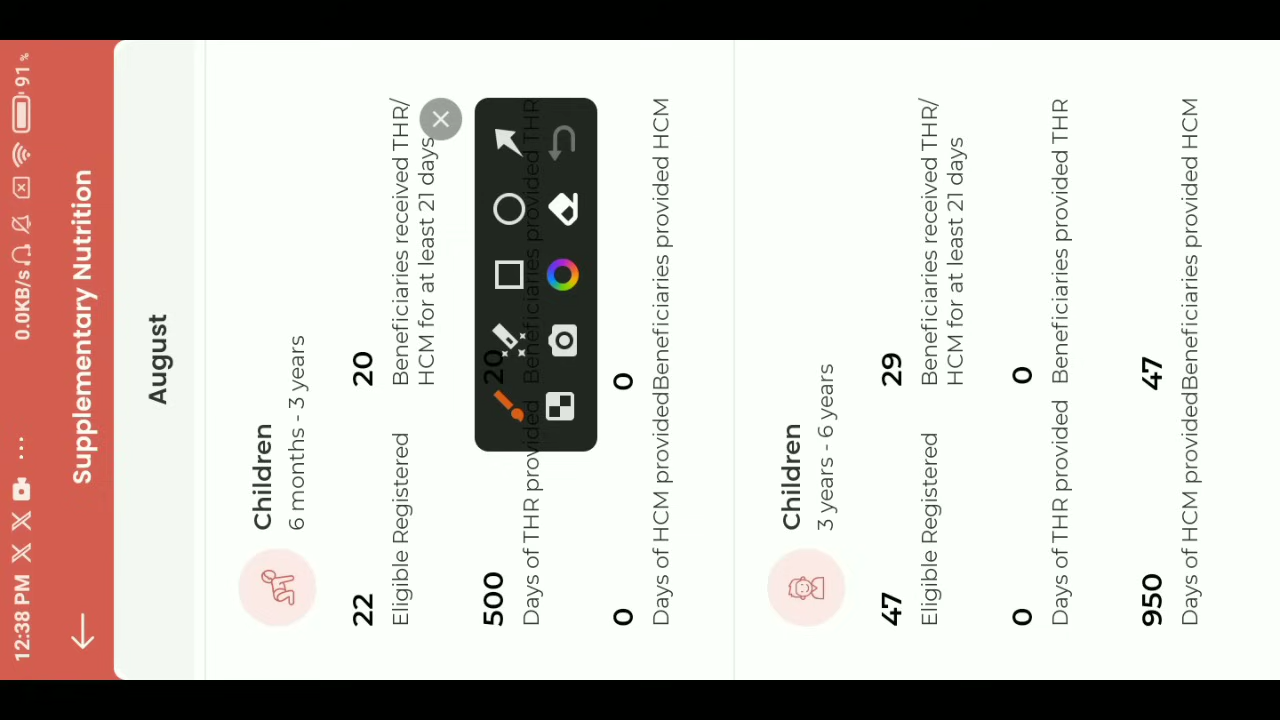 12:38 PM X X ... 0.0KB/s 91%
Supplementary Nutrition
August
Children
6 months - 3 years
22 20
Eligible Registered Beneficiaries received THR/
HCM for at least 21 days
500 20
Days of THR provided Beneficiaries provided THR
0 0
Days of HCM providedBeneficiaries provided HCM
Children
3 years - 6 years
47 29
Eligible Registered Beneficiaries received THR/
HCM for at least 21 days
0 0
Days of THR provided Beneficiaries provided THR
950 47
Days of HCM providedBeneficiaries provided HCM